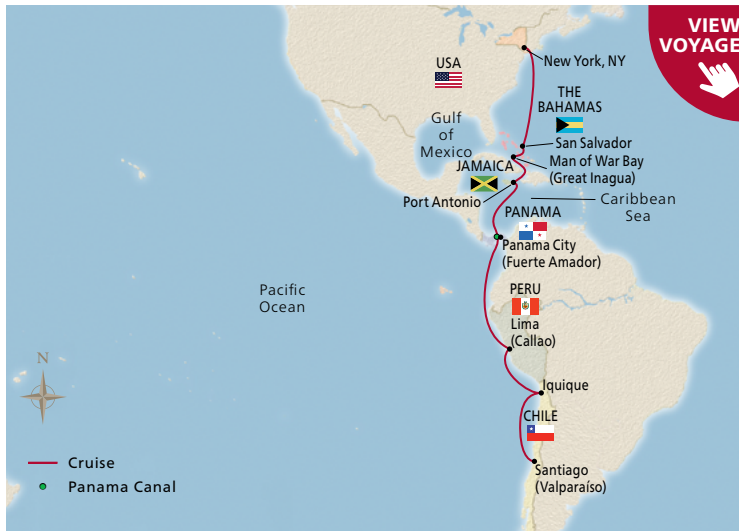 VIEW
VOYAGE
New York, NY
USA
THE
BAHAMAS
Gulf
of
Mexico
San Salvador
Man of War Bay
(Great Inagua)
JAMAICA
Port Antonio
Caribbean
Sea
PANAMA
Panama City
(Fuerte Amador)
Pacific
Ocean
PERU
Lima
(Callao)
N
Iquique
CHILE
Cruise
Panama Canal
Santiago
(Valparaíso)